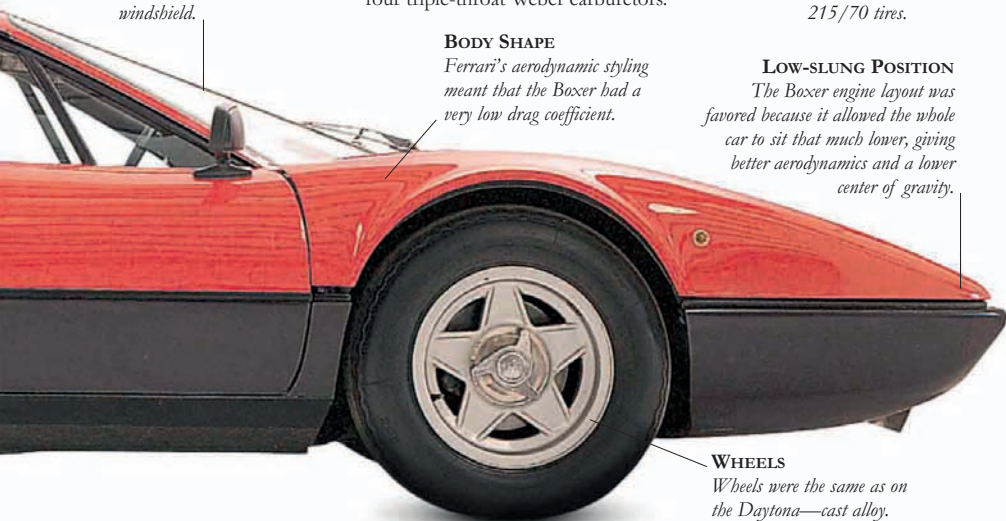 windshield.
four triple-throat Weber carburetors.
215/70 tires.
BODY SHAPE
Ferrari's aerodynamic styling
meant that the Boxer had a
very low drag coefficient.
LOW-SLUNG POSITION
The Boxer engine layout was
favored because it allowed the whole
car to sit that much lower, giving
better aerodynamics and a lower
center of gravity.
WHEELS
Wheels were the same as on
the Daytona—cast alloy.